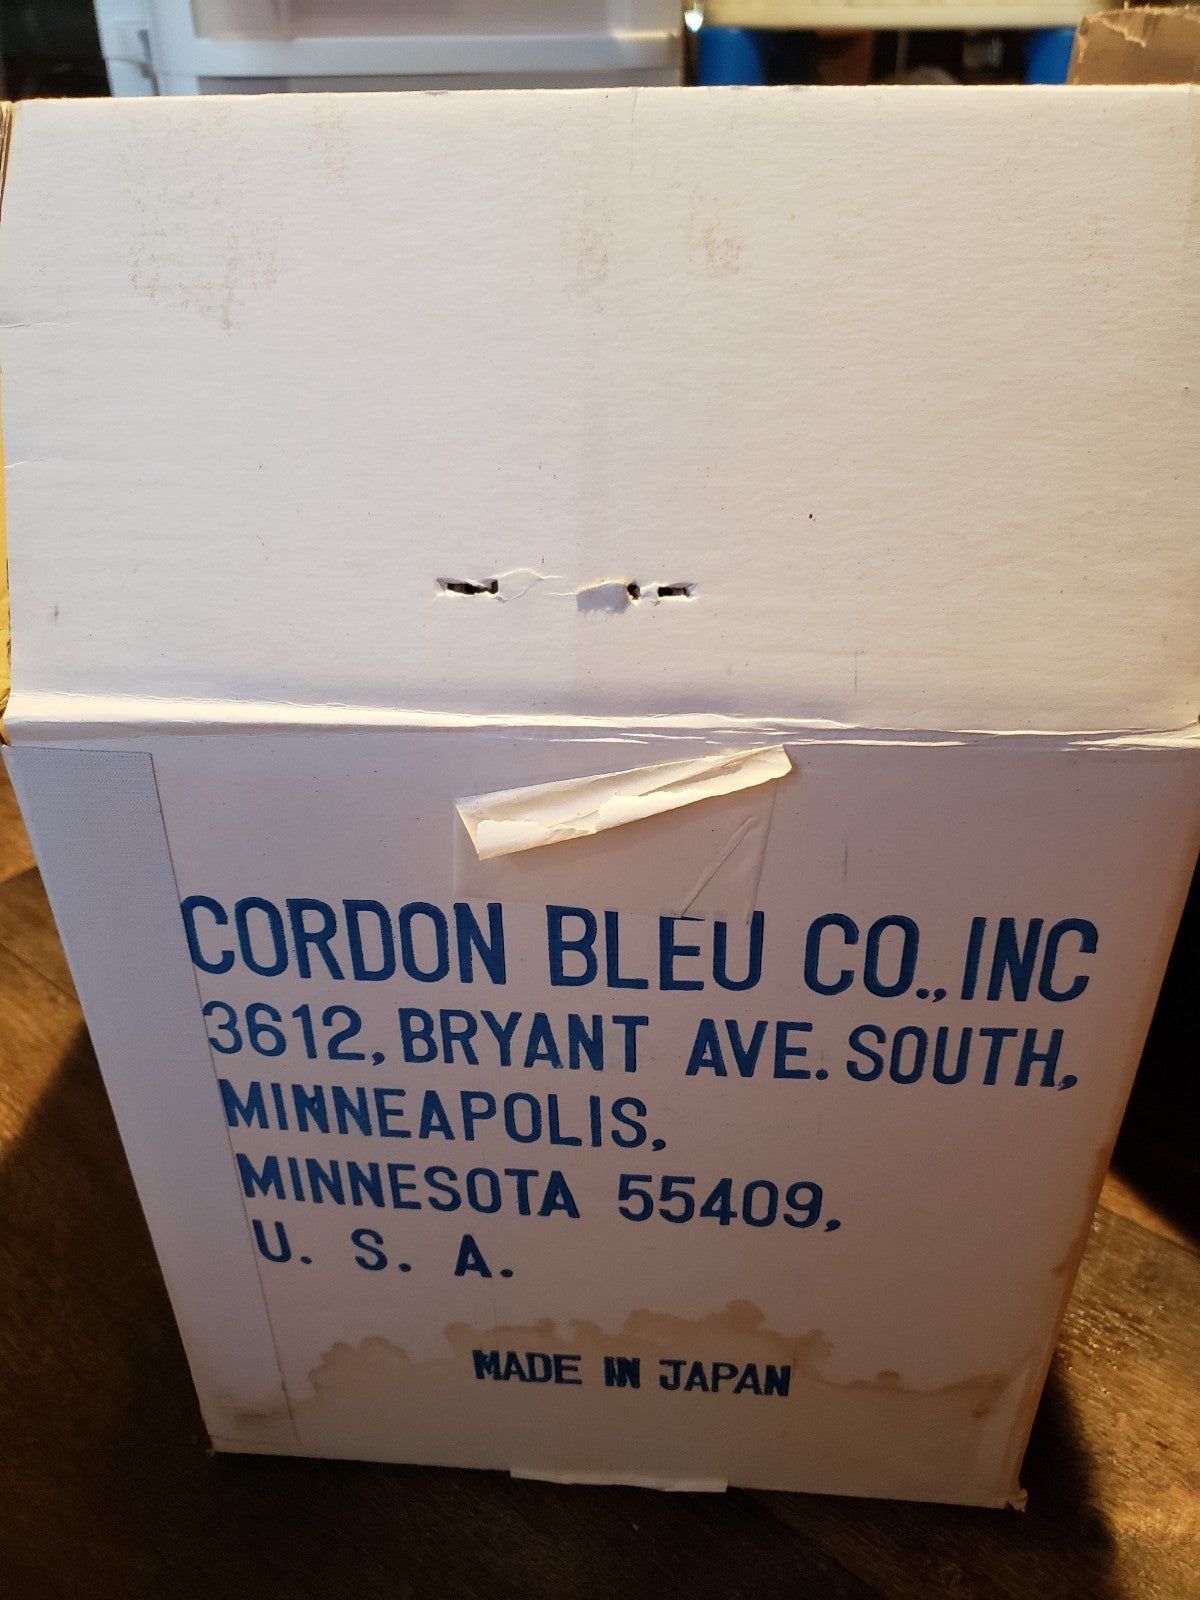 CORDON BLEU CO., INC
3612, BRYANT AVE. SOUTH,
MINNEAPOLIS,
MINNESOTA 55409,
U. S. A.
MADE IN JAPAN